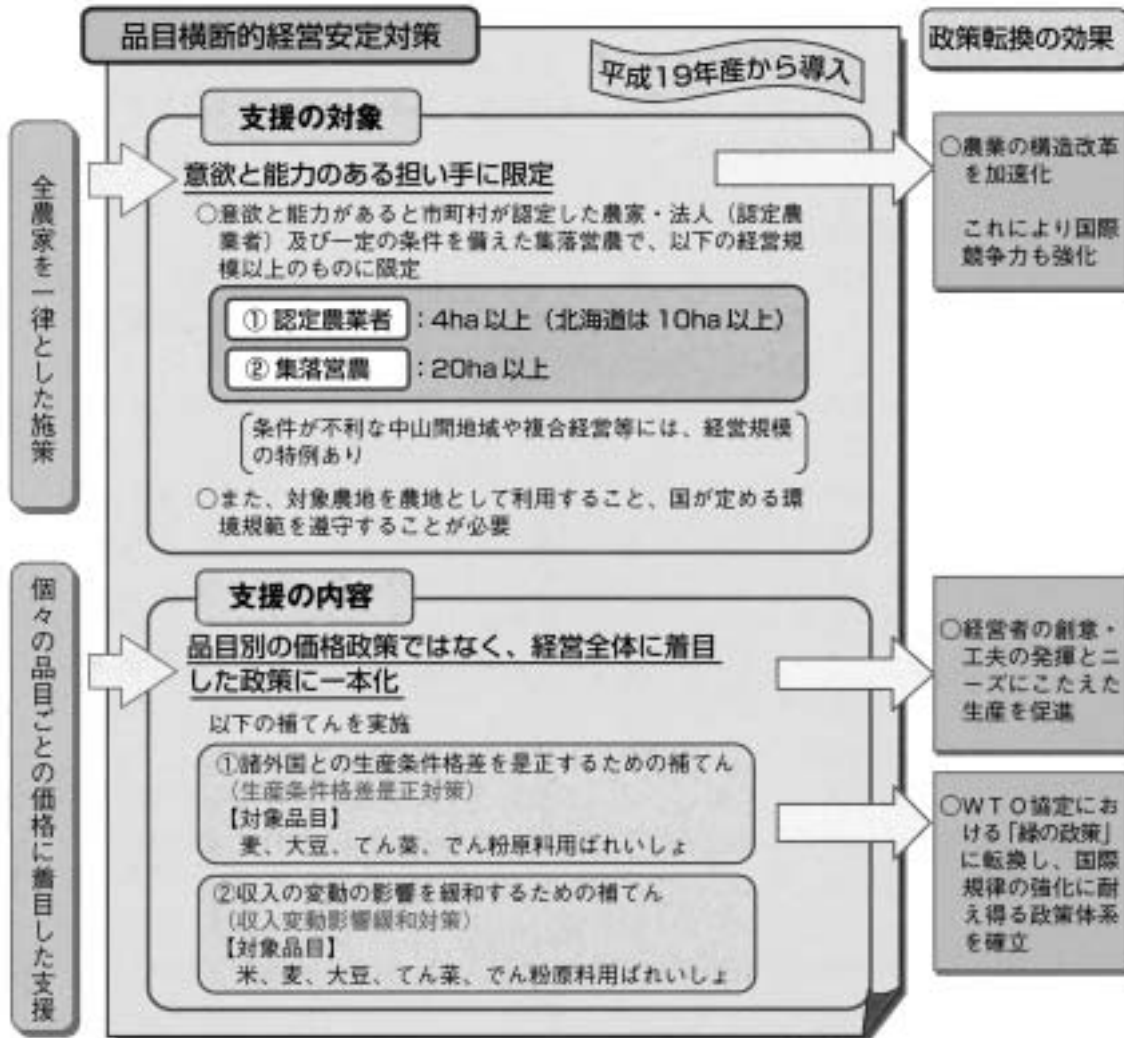 品目横断的経営安定対策
平成19年産から導入
政策転換の効果
全農家を一律とした施策
支援の対象
意欲と能力のある担い手に限定
○意欲と能力があると市町村が認定した農家・法人（認定農
業者）及び一定の条件を備えた集落営農で、以下の経営規
模以上のものに限定
① 認定農業者：4ha 以上（北海道は 10ha 以上）
② 集落営農：20ha 以上
条件が不利な中山間地域や複合経営等には、経営規模
の特例あり
○また、対象農地を農地として利用すること、国が定める環
境規範を遵守することが必要
○農業の構造改革
を加速化
これにより国際
競争力も強化
個々の品目ごとの価格に着目した支援
支援の内容
品目別の価格政策ではなく、経営全体に着目
した政策に一本化
以下の補てんを実施
①諸外国との生産条件格差を是正するための補てん
（生産条件格差是正対策）
【対象品目】
麦、大豆、てん菜、でん粉原料用ばれいしょ
②収入の変動の影響を緩和するための補てん
（収入変動影響緩和対策）
【対象品目】
米、麦、大豆、てん菜、でん粉原料用ばれいしょ
○経営者の創意・
工夫の発揮とニ
ーズにこたえた
生産を促進
○WTO協定にお
ける「緑の政策」
に転換し、国際
規律の強化に耐
え得る政策体系
を確立